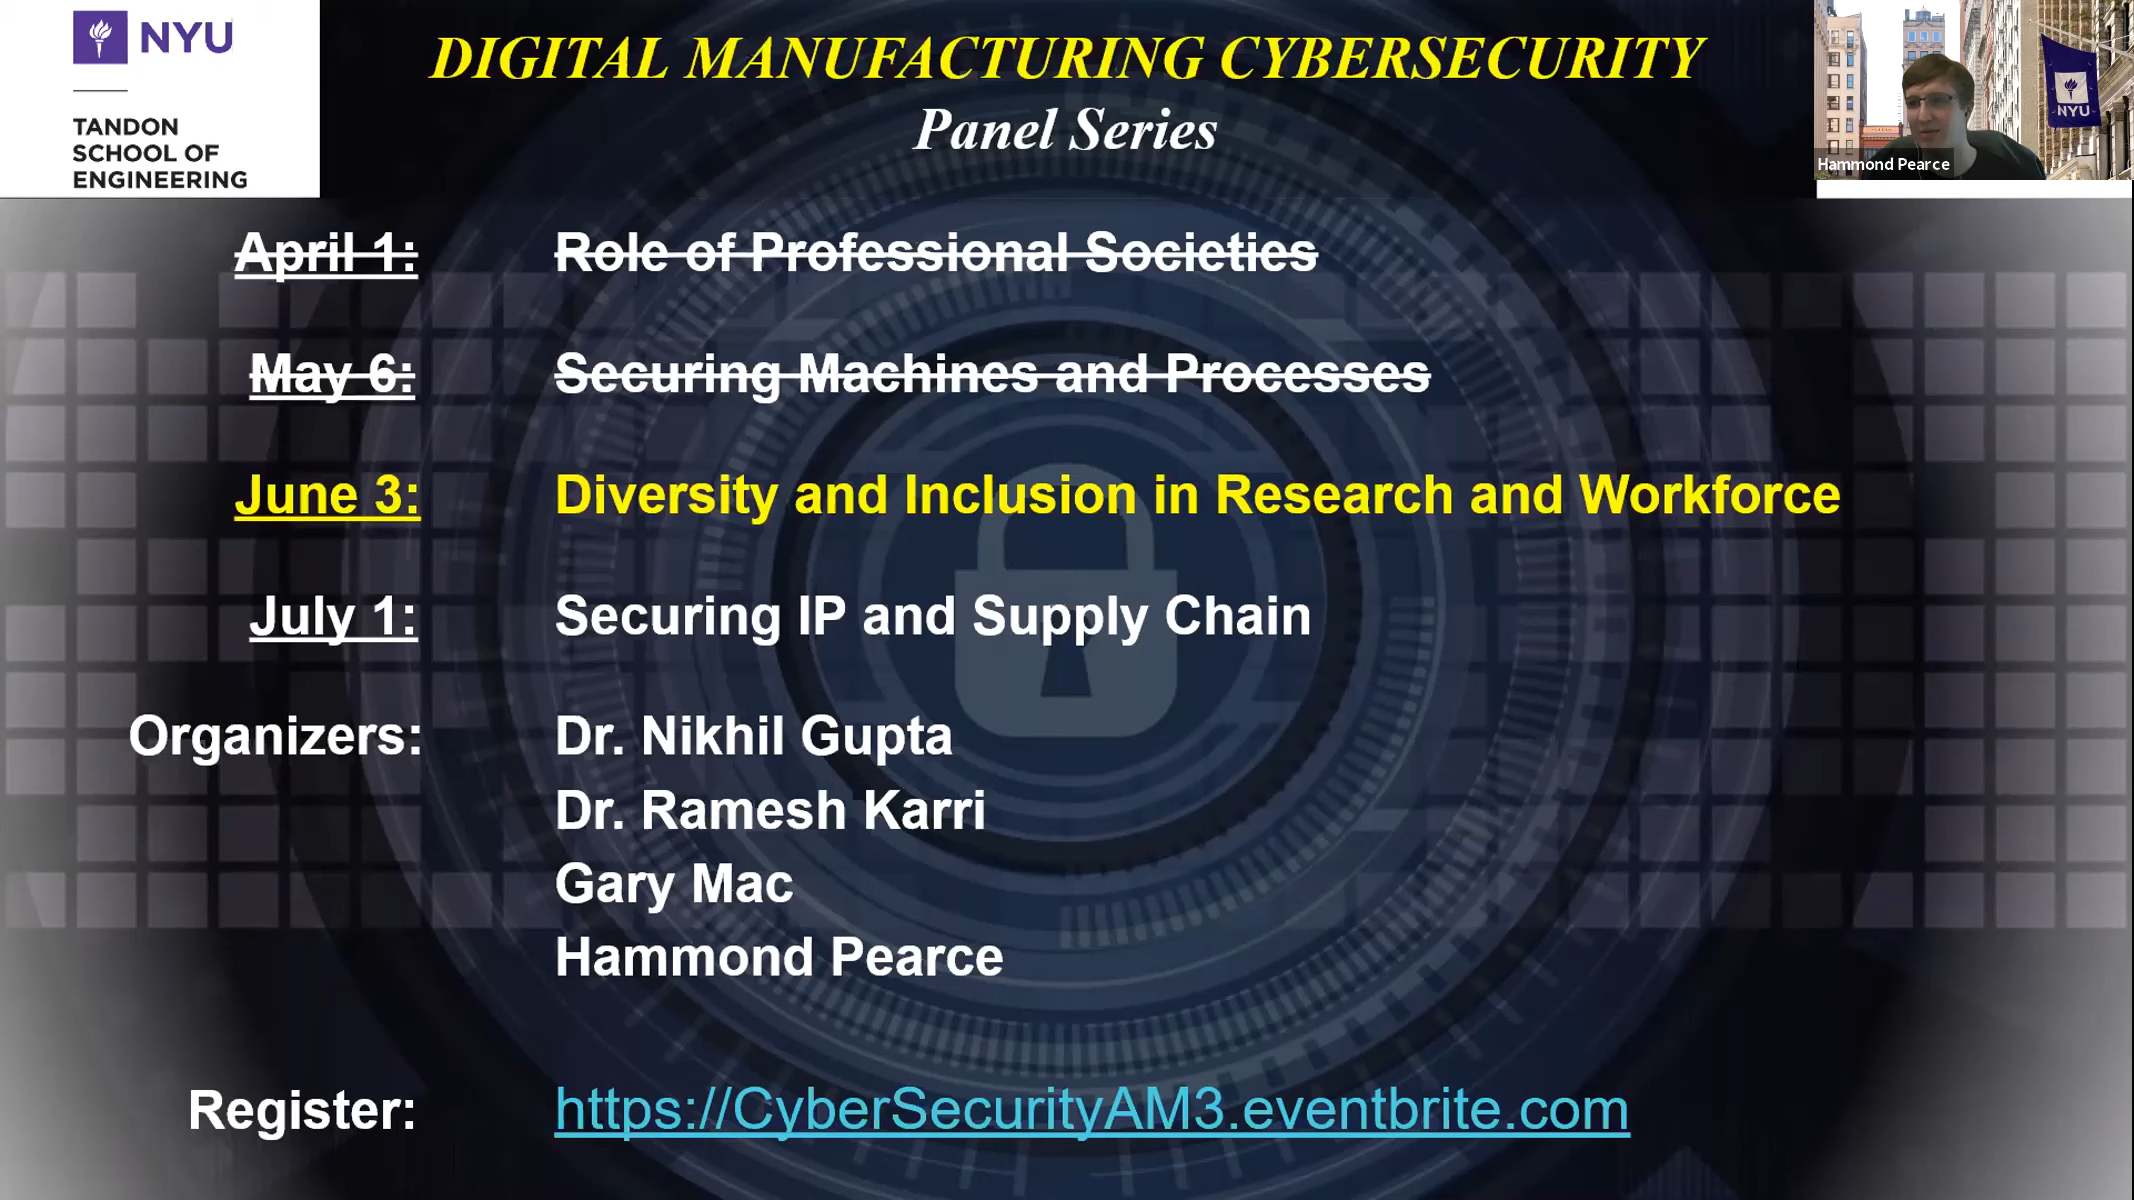 NYU
TANDON
SCHOOL OF
ENGINEERING
DIGITAL MANUFACTURING CYBERSECURITY
Panel Series
NYU
Hammond Pearce
April 1: Role of Professional Societies
May 6: Securing Machines and Processes
June 3: Diversity and Inclusion in Research and Workforce
July 1: Securing IP and Supply Chain
Organizers: Dr. Nikhil Gupta
Dr. Ramesh Karri
Gary Mac
Hammond Pearce
Register: https://CyberSecurityAM3.eventbrite.com